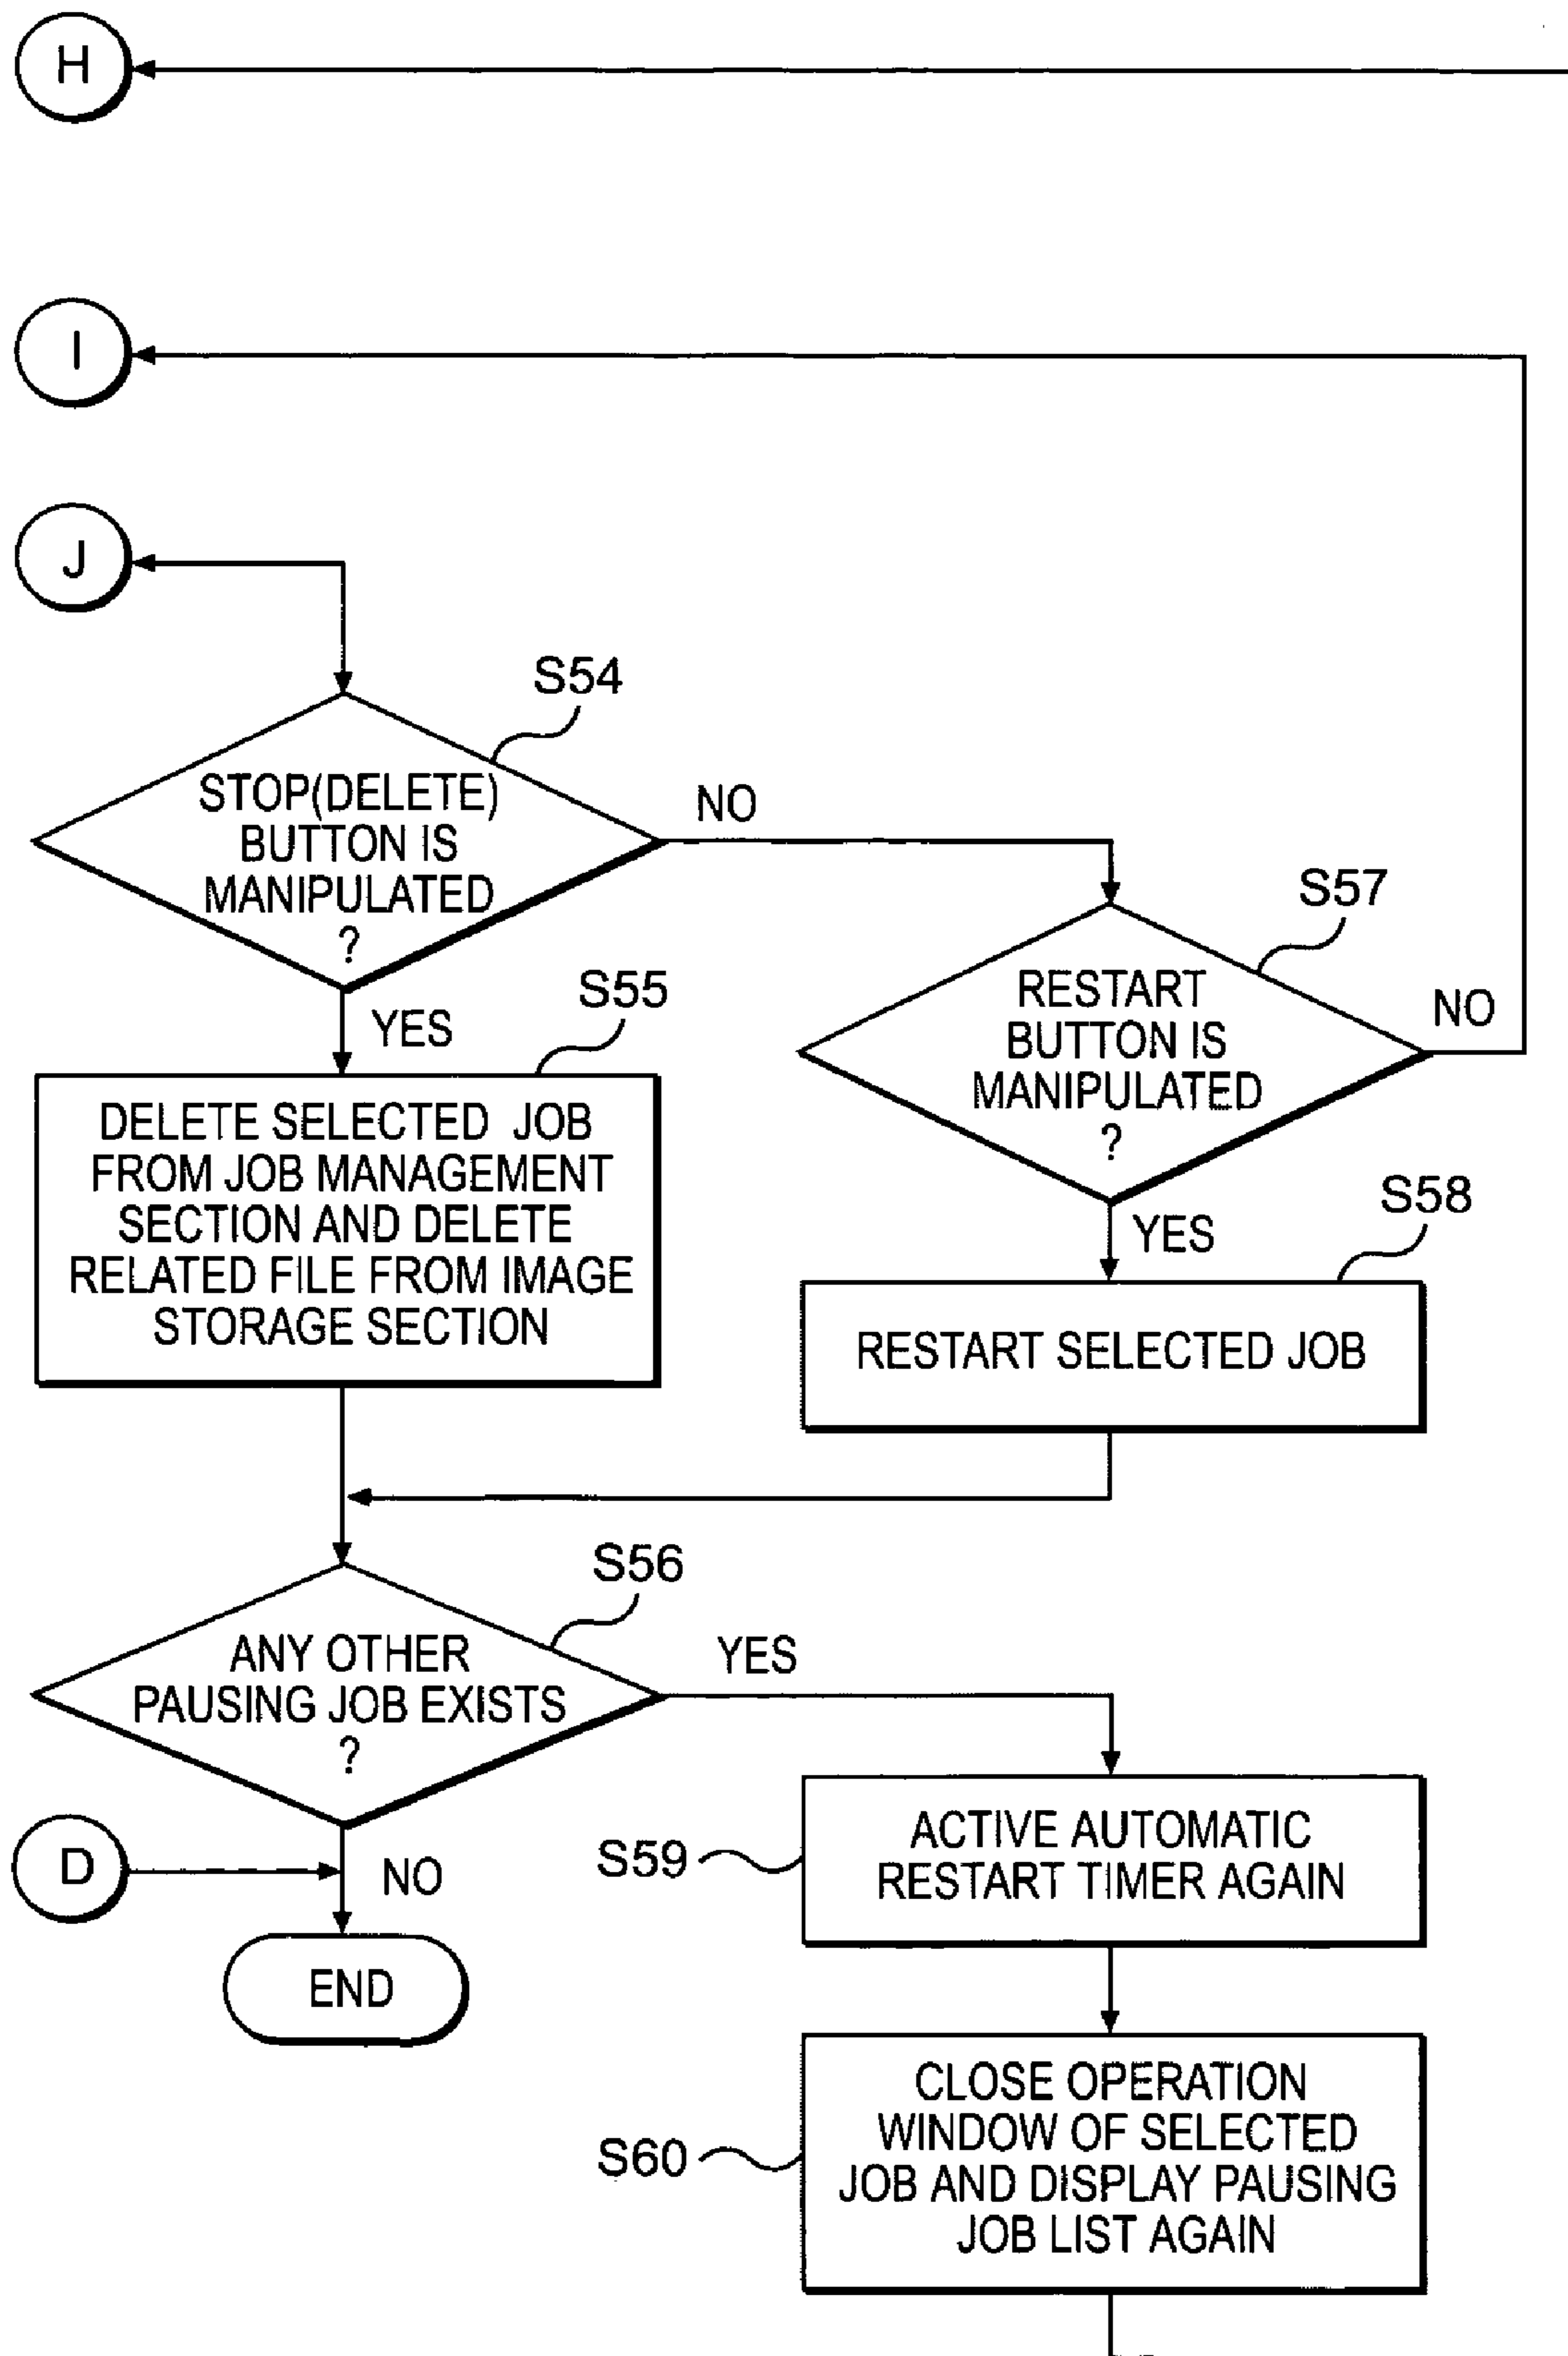 H
I
J
S54
STOP(DELETE)
BUTTON IS
MANIPULATED
?
NO
YES
S57
RESTART
BUTTON IS
MANIPULATED
?
NO
YES
S55
DELETE SELECTED JOB
FROM JOB MANAGEMENT
SECTION AND DELETE
RELATED FILE FROM IMAGE
STORAGE SECTION
S58
RESTART SELECTED JOB
S56
ANY OTHER
PAUSING JOB EXISTS
?
YES
NO
D
END
S59
ACTIVE AUTOMATIC
RESTART TIMER AGAIN
S60
CLOSE OPERATION
WINDOW OF SELECTED
JOB AND DISPLAY PAUSING
JOB LIST AGAIN